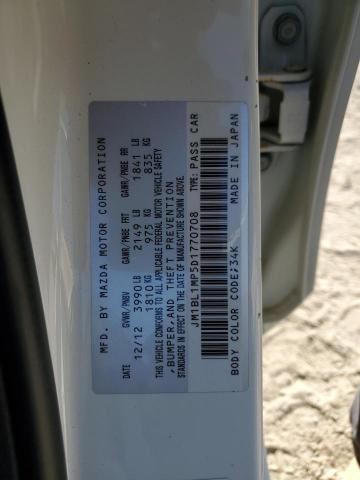 MFD. BY MAZDA MOTOR CORPORATION
GVWR/PNBV GAWR/PNBE FRT GAWR/PNBE RR
DATE 12/12 3990 LB 2149 LB 1841 LB
1810 KG 975 KG 835 KG
THIS VEHICLE CONFORMS TO ALL APPLICABLE FEDERAL MOTOR VEHICLE SAFETY
,BUMPER,AND THEFT PREVENTION
STANDARDS IN EFFECT ON THE DATE OF MANUFACTURE SHOWN ABOVE.
JM1BL1MP5D1770708 TYPE: PASS CAR
BODY COLOR CODE;34K MADE IN JAPAN